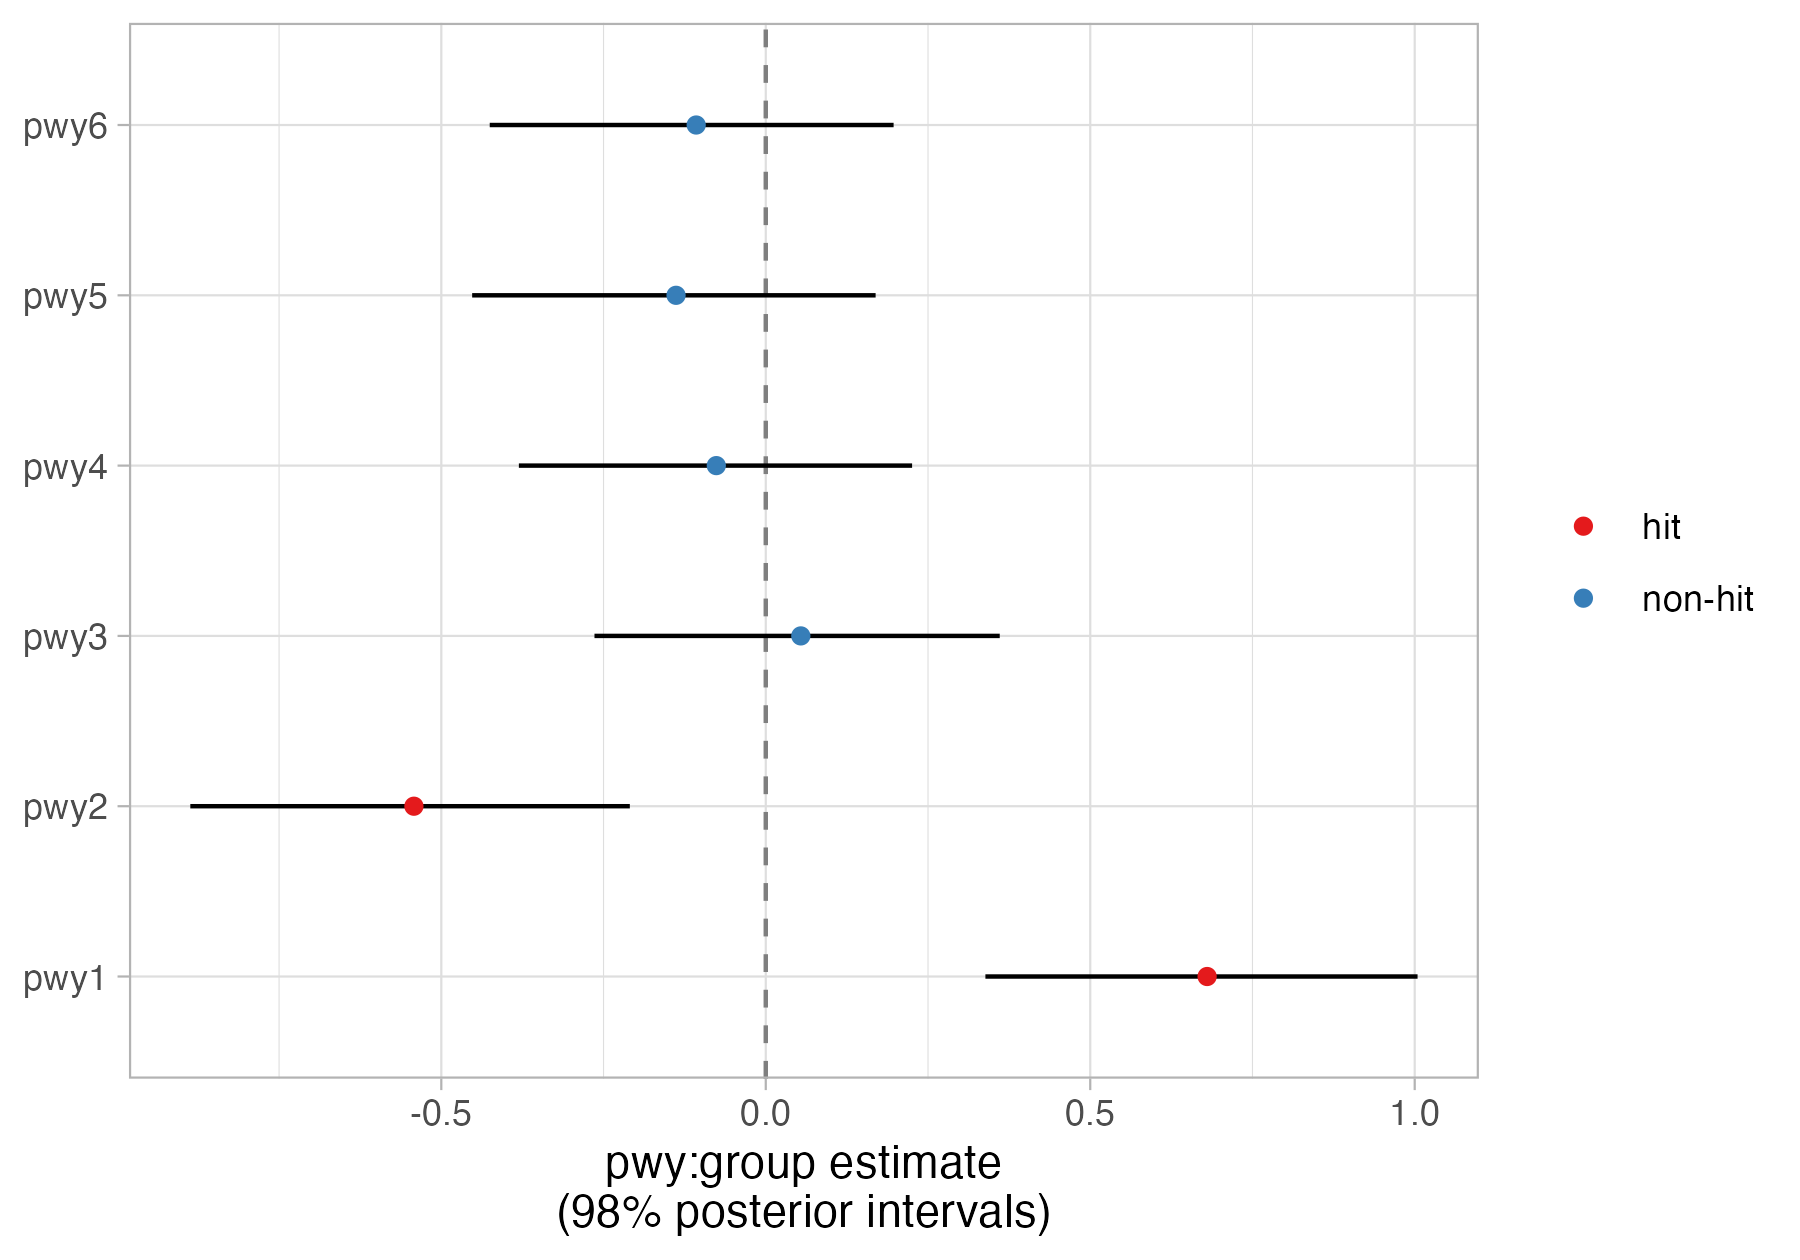 pwy6
pwy5
pwy4
pwy3
pwy2
pwy1
-0.5 0.0 0.5 1.0
pwy:group estimate
(98% posterior intervals)
hit
non-hit